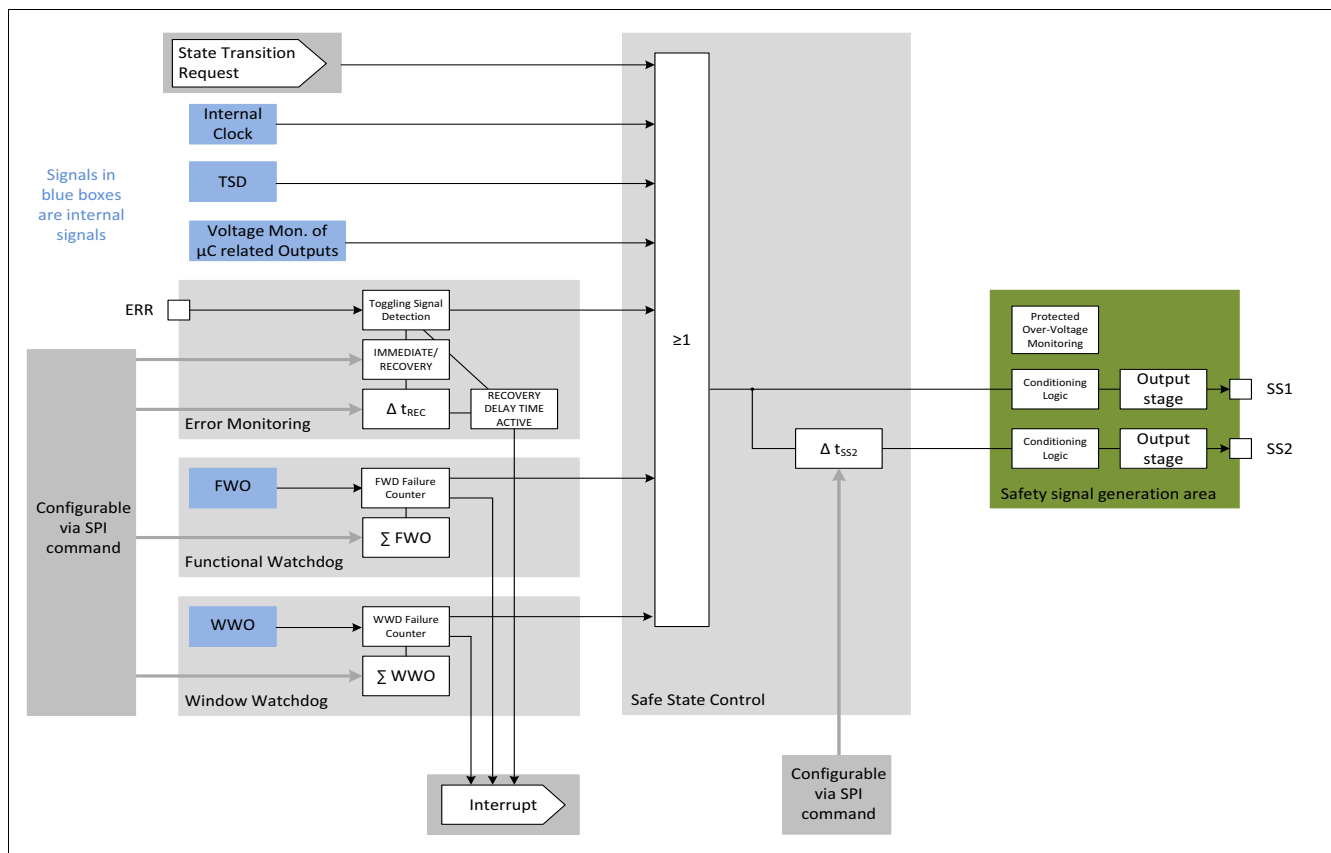 State Transition
Request
Internal
Clock
Signals in
blue boxes
are internal
signals
TSD
Voltage Mon. of
µC related Outputs
ERR
Toggling Signal
Detection
IMMEDIATE/
RECOVERY
Δ tREC
RECOVERY
DELAY TIME
ACTIVE
Error Monitoring
Configurable
via SPI
command
FWO
FWD Failure
Counter
∑ FWO
Functional Watchdog
WWO
WWD Failure
Counter
∑ WWO
Window Watchdog
Interrupt
≥1
Δ tSS2
Safe State Control
Configurable
via SPI
command
Protected
Over-Voltage
Monitoring
Conditioning
Logic
Output
stage
SS1
Conditioning
Logic
Output
stage
SS2
Safety signal generation area